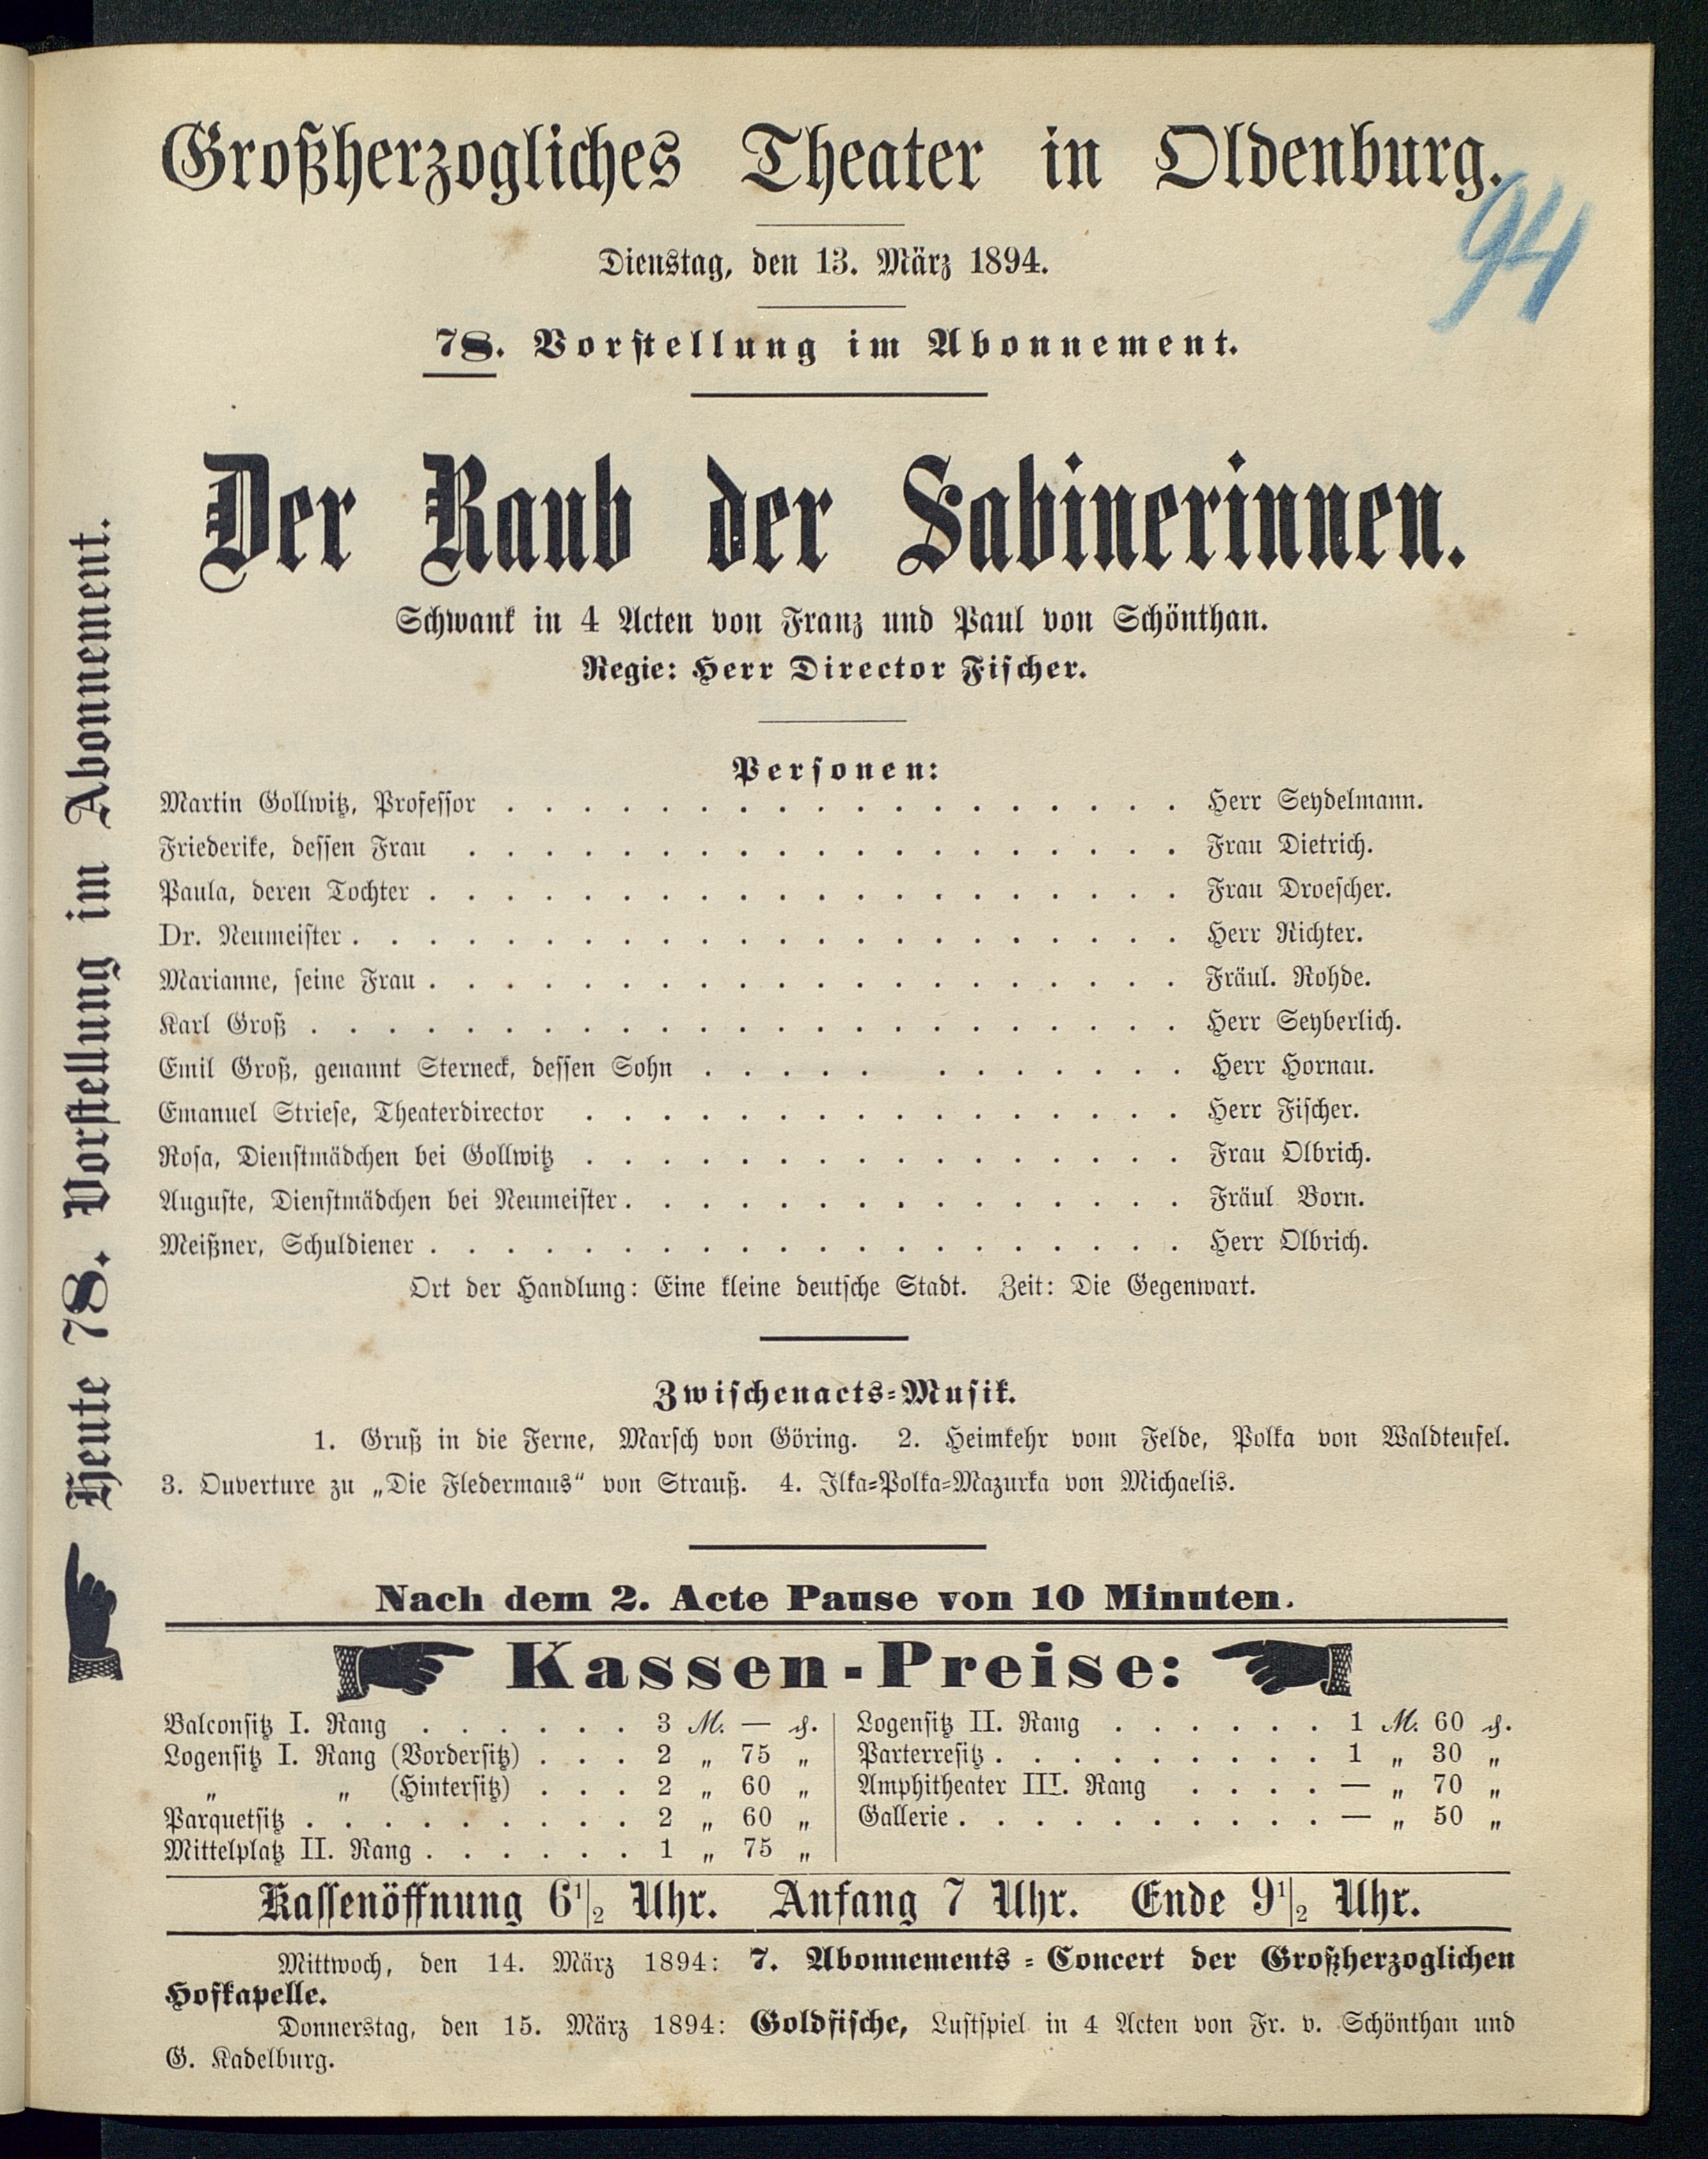 Großherzogliches Theater in Oldenburg.
94
Dienstag, den 13. März 1894.
78. Vorstellung im Abonnement.
Der Raub der Sabinerinnen.
Schwank in 4 Acten von Franz und Paul von Schönthan.
Regie: Herr Director Fischer.
Personen:
Martin Gollwitz, Professor . . . . . . . . . . . . . . . . . . Herr Seydelmann.
Friederike, dessen Frau . . . . . . . . . . . . . . . . . . . Frau Dietrich.
Paula, deren Tochter . . . . . . . . . . . . . . . . . . . . Frau Droescher.
Dr. Neumeister . . . . . . . . . . . . . . . . . . . . . . Herr Richter.
Marianne, seine Frau . . . . . . . . . . . . . . . . . . . . Fräul. Rohde.
Karl Groß . . . . . . . . . . . . . . . . . . . . . . . Herr Seyberlich.
Emil Groß, genannt Sterneck, dessen Sohn . . . . . . . . . . . . Herr Hornau.
Emanuel Striese, Theaterdirector . . . . . . . . . . . . . . . . Herr Fischer.
Rosa, Dienstmädchen bei Gollwitz . . . . . . . . . . . . . . . . Frau Olbrich.
Auguste, Dienstmädchen bei Neumeister . . . . . . . . . . . . . . . Fräul Born.
Meißner, Schuldiener . . . . . . . . . . . . . . . . . . . . Herr Olbrich.
Ort der Handlung: Eine kleine deutsche Stadt. Zeit: Die Gegenwart.
Zwischenacts-Musik.
1. Gruß in die Ferne, Marsch von Göring. 2. Heimkehr vom Felde, Polka von Waldteufel.
3. Ouverture zu „Die Fledermaus“ von Strauß. 4. Ilka-Polka-Mazurka von Michaelis.
Nach dem 2. Acte Pause von 10 Minuten.
Kassen-Preise:
Balconsitz I. Rang . . . . . . 3 M. — ₰.
Logensitz I. Rang (Vordersitz) . . . 2 „ 75 „
„ „ (Hintersitz) . . . 2 „ 60 „
Parquetsitz . . . . . . . . . 2 „ 60 „
Mittelplatz II. Rang . . . . . . 1 „ 75 „
Logensitz II. Rang . . . . . . 1 M. 60 ₰.
Parterresitz . . . . . . . . . 1 „ 30 „
Amphitheater III. Rang . . . . — „ 70 „
Gallerie . . . . . . . . . . — „ 50 „
Kassenöffnung 6½ Uhr. Anfang 7 Uhr. Ende 9½ Uhr.
Mittwoch, den 14. März 1894: 7. Abonnements-Concert der Großherzoglichen
Hofkapelle.
Donnerstag, den 15. März 1894: Goldfische, Lustspiel in 4 Acten von Fr. v. Schönthan und
G. Kadelburg.
Heute 78. Vorstellung im Abonnement.